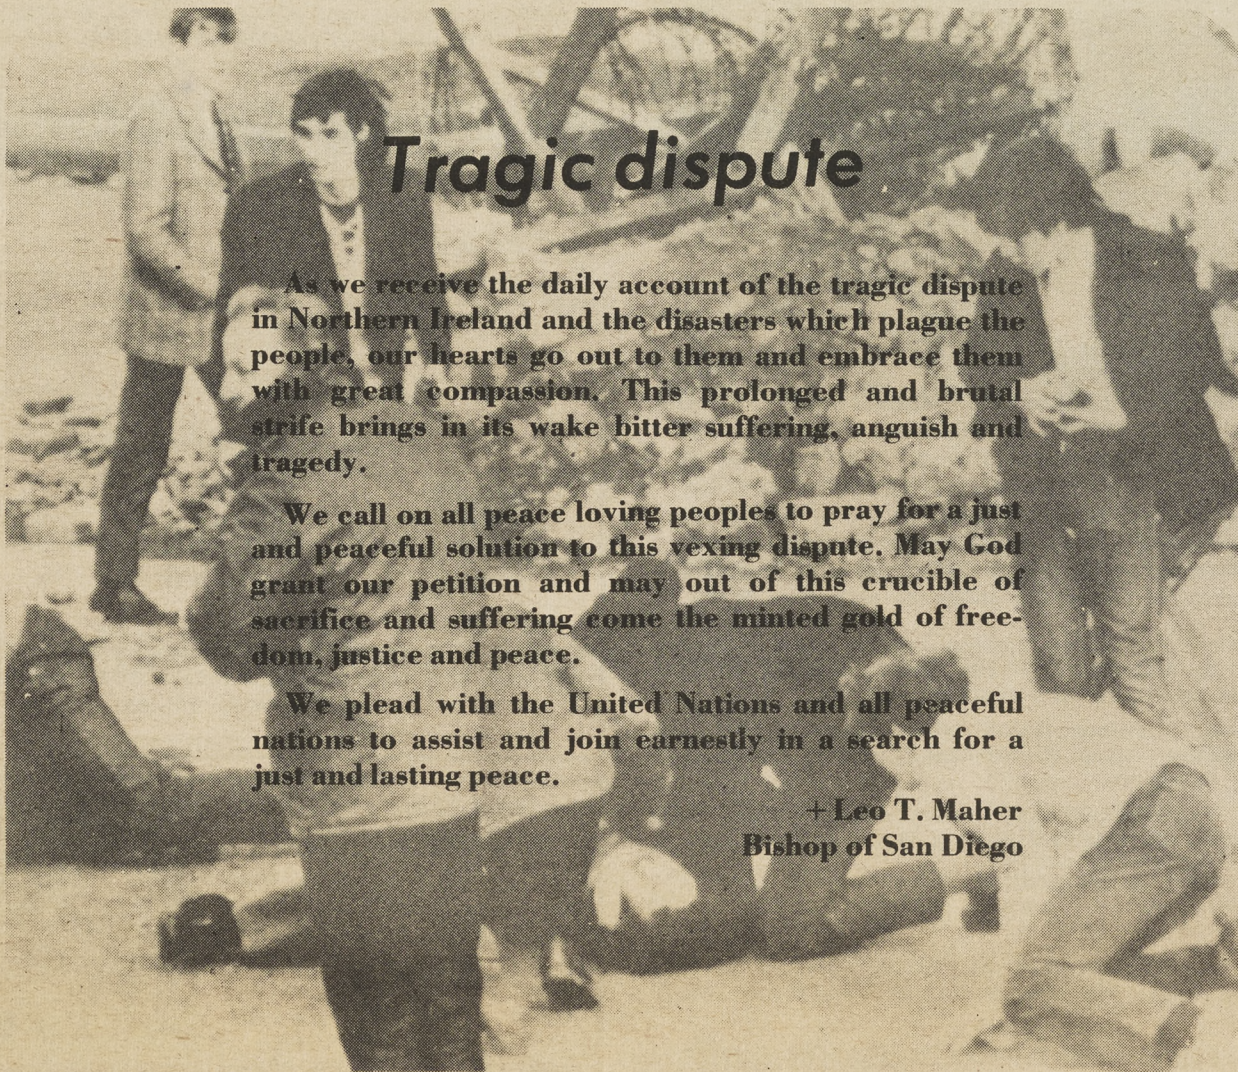 Tragic dispute
As we receive the daily account of the tragic dispute
in Northern Ireland and the disasters which plague the
people, our hearts go out to them and embrace them
with great compassion. This prolonged and brutal
strife brings in its wake bitter suffering, anguish and
tragedy.
We call on all peace loving peoples to pray for a just
and peaceful solution to this vexing dispute. May God
grant our petition and may out of this crucible of
sacrifice and suffering come the minted gold of free-
dom, justice and peace.
We plead with the United Nations and all peaceful
nations to assist and join earnestly in a search for a
just and lasting peace.
+ Leo T. Maher
Bishop of San Diego